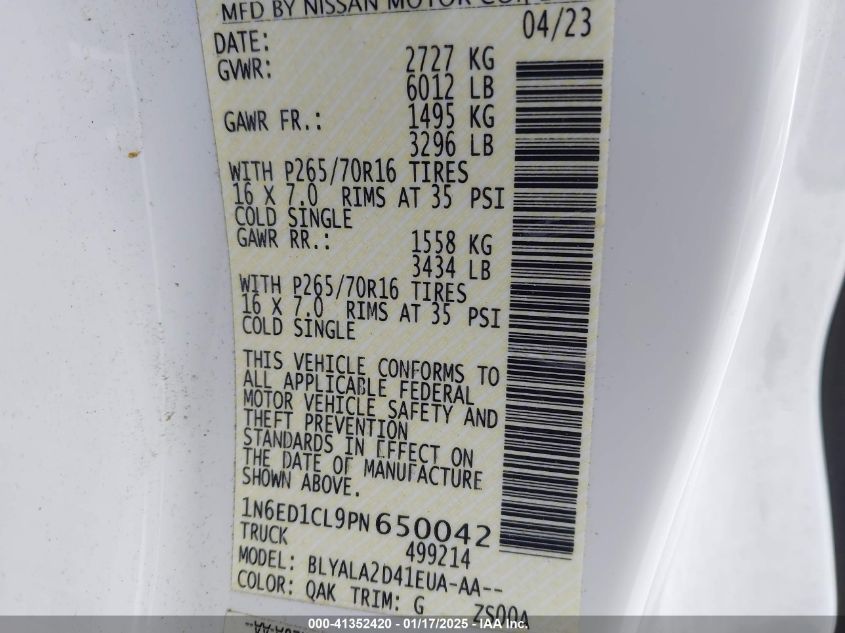 MFD BY NISSAN MOTOR CO
DATE: 04/23
GVWR: 2727 KG
6012 LB
GAWR FR.: 1495 KG
3296 LB
WITH P265/70R16 TIRES
16 X 7.0 RIMS AT 35 PSI
COLD SINGLE
GAWR RR.: 1558 KG
3434 LB
WITH P265/70R16 TIRES
16 X 7.0 RIMS AT 35 PSI
COLD SINGLE
THIS VEHICLE CONFORMS TO
ALL APPLICABLE FEDERAL
MOTOR VEHICLE SAFETY AND
THEFT PREVENTION
STANDARDS IN EFFECT ON
THE DATE OF MANUFACTURE
SHOWN ABOVE.
1N6ED1CL9PN650042
TRUCK 499214
MODEL: BLYALA2D41EUA-AA--
COLOR: QAK TRIM: G ZS00A
000-41352420 - 01/17/2025 - IAA Inc.